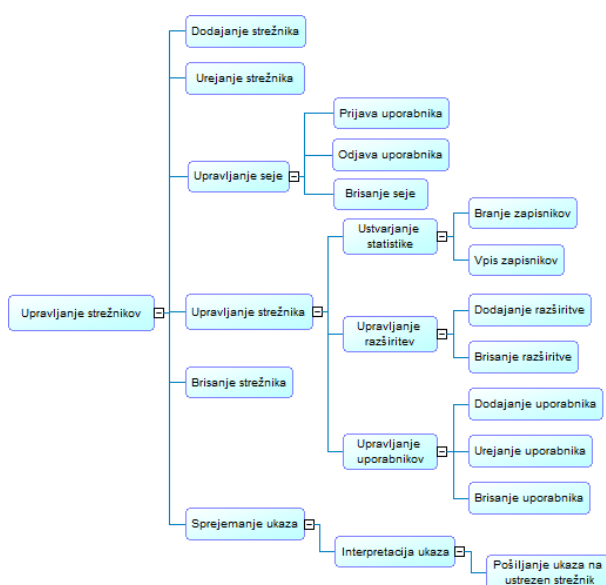 Dodajanje strežnika
Urejanje strežnika
Prijava uporabnika
Odjava uporabnika
Upravljanje seje
Brisanje seje
Branje zapisnikov
Ustvarjanje
statistike
Vpis zapisnikov
Upravljanje strežnikov
Upravljanje strežnika
Dodajanje razširitve
Upravljanje
razširitev
Brisanje razširitve
Brisanje strežnika
Dodajanje uporabnika
Upravljanje
uporabnikov
Urejanje uporabnika
Brisanje uporabnika
Sprejemanje ukaza
Interpretacija ukaza
Pošiljanje ukaza na
ustrezen strežnik